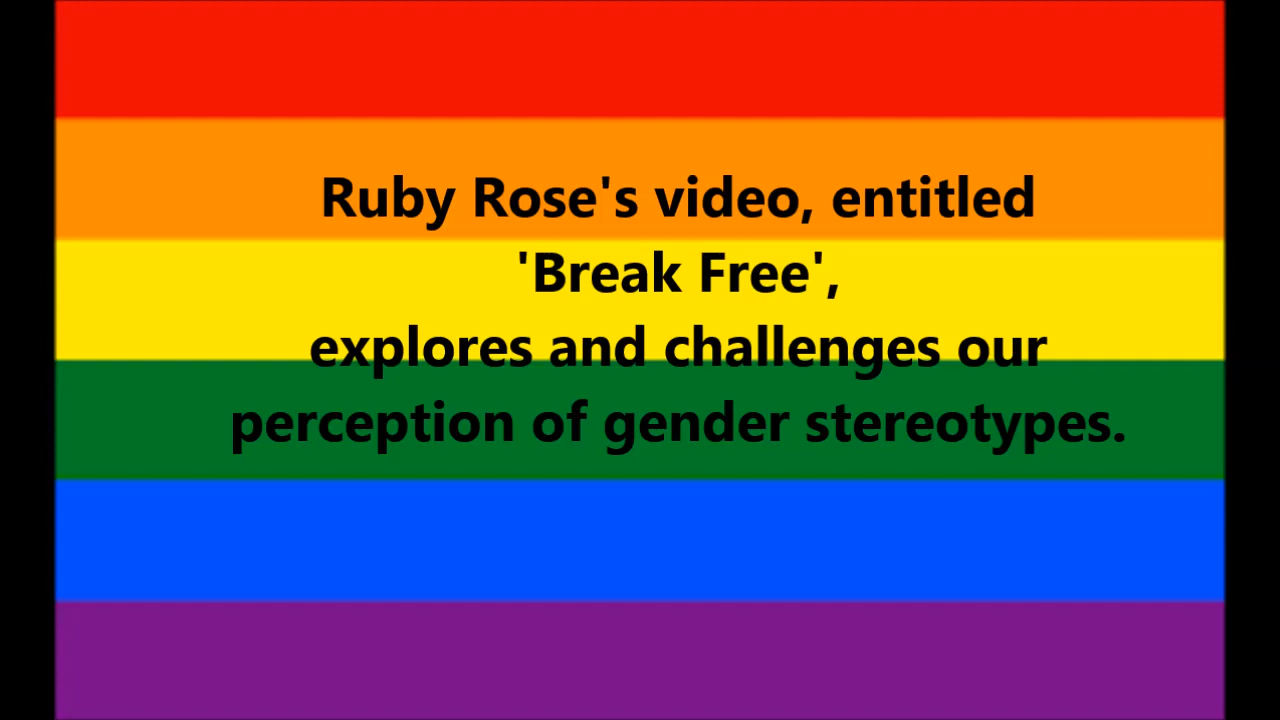 Ruby Rose's video, entitled
'Break Free',
explores and challenges our
perception of gender stereotypes.